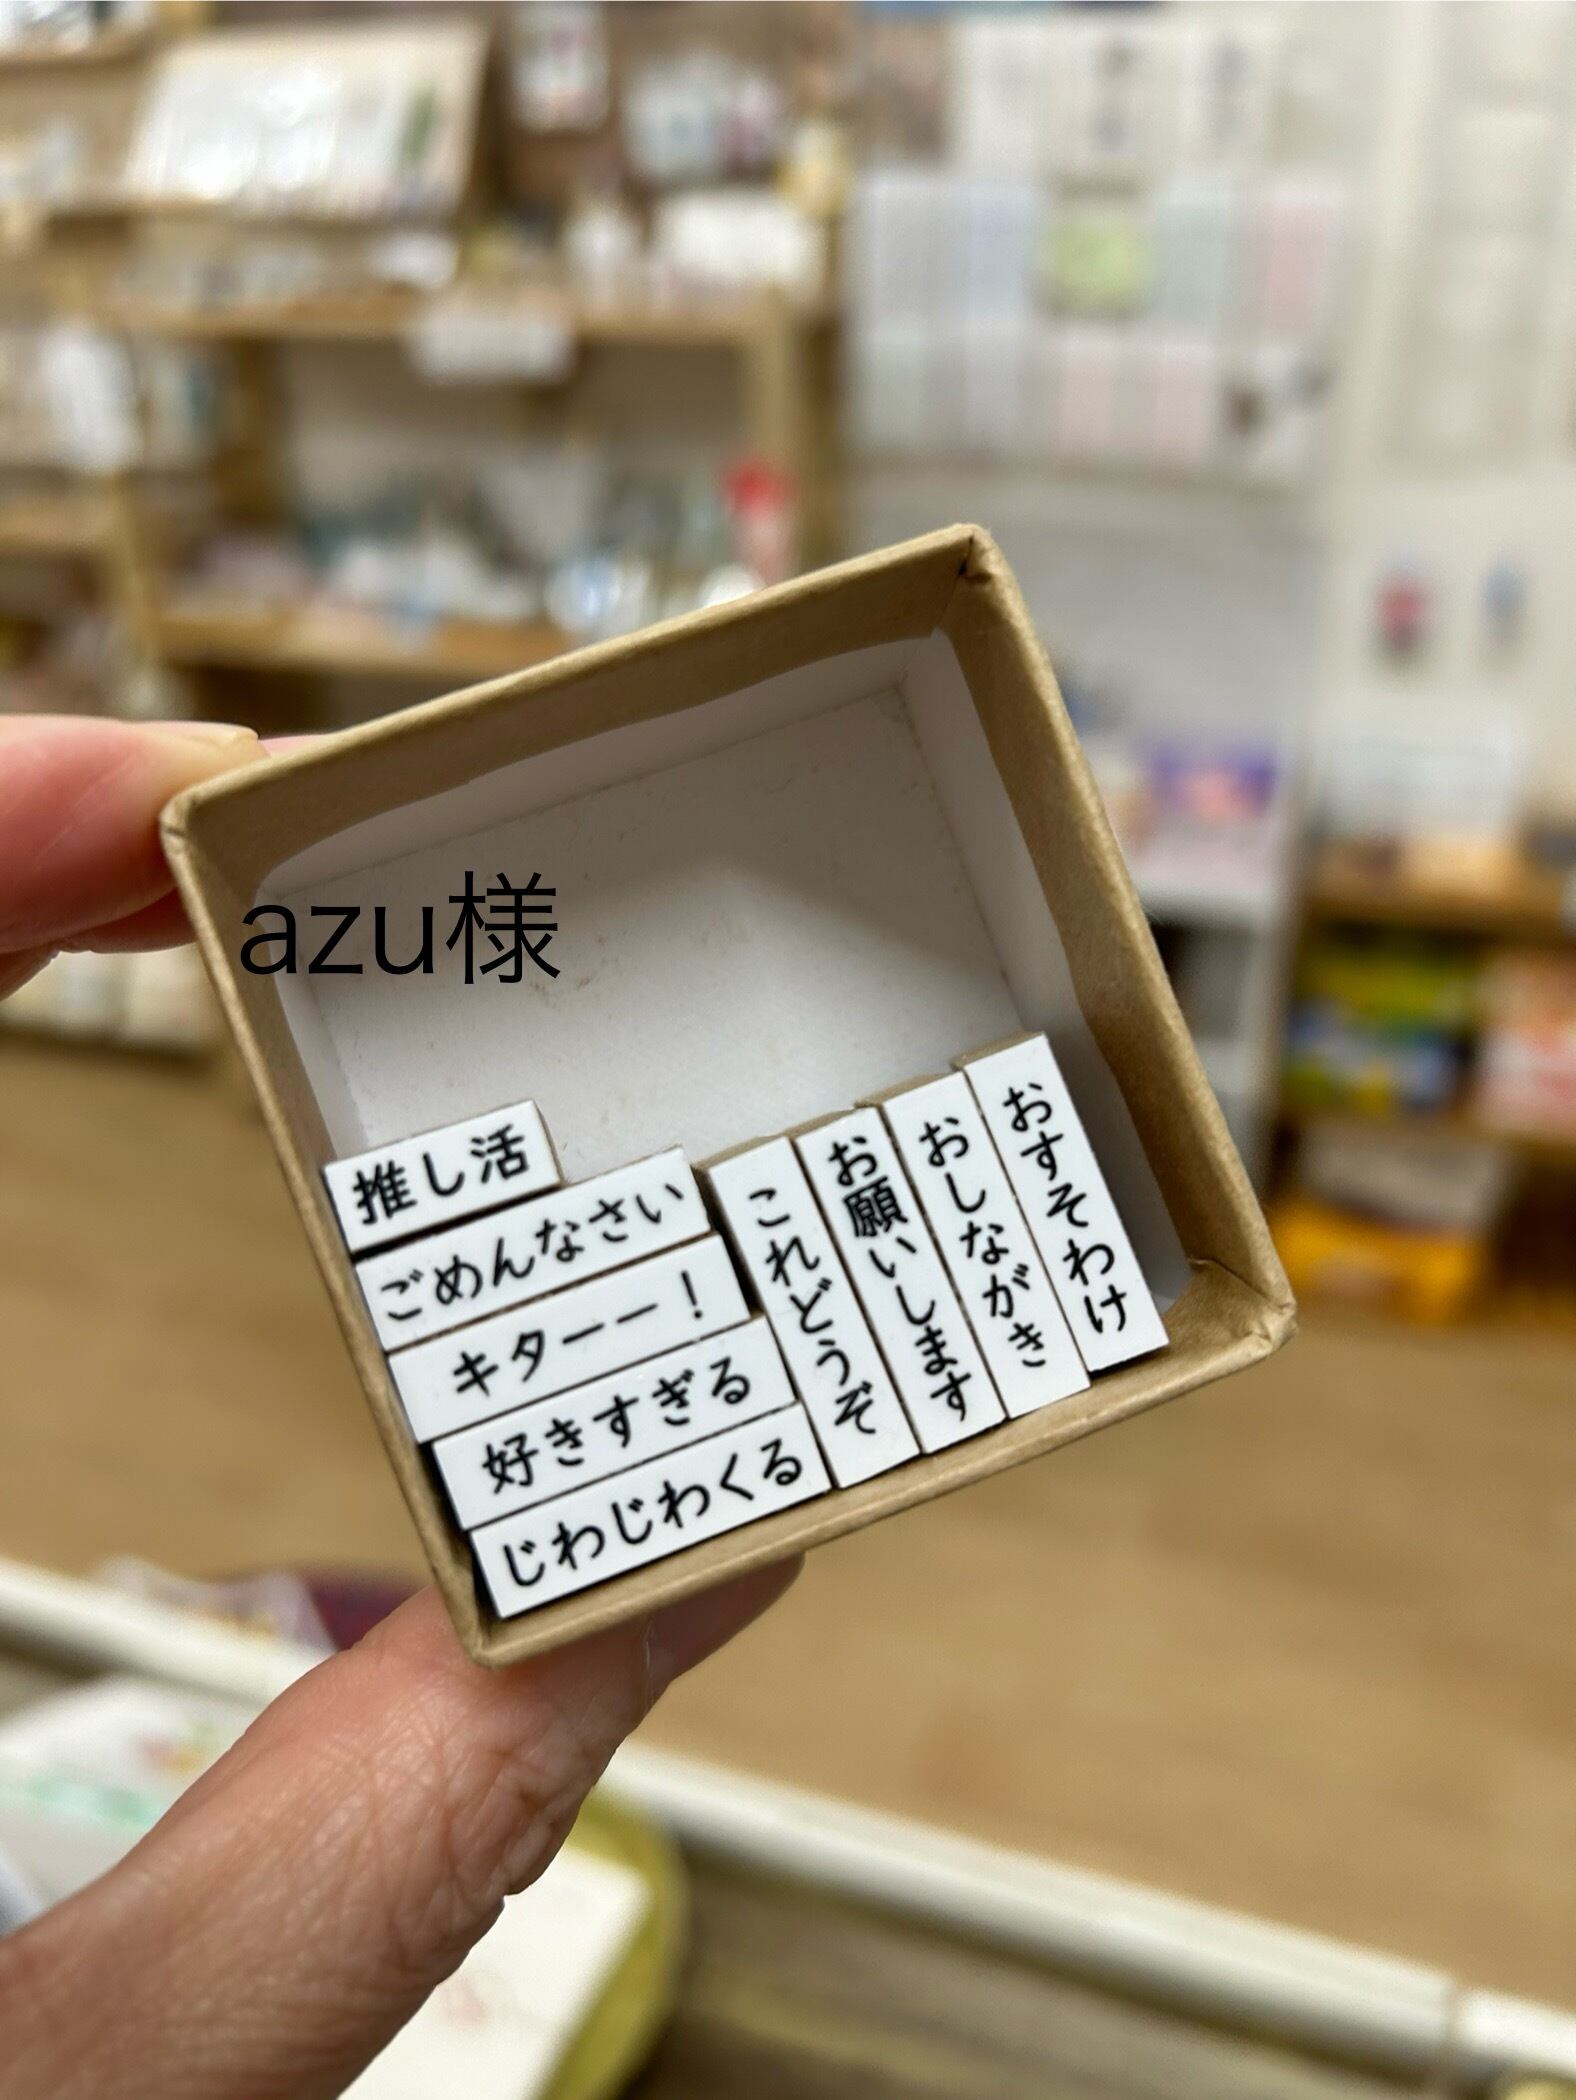 azu様
推し活
ごめんなさい
キターー！
好きすぎる
じわじわくる
これどうぞ
お願いします
おしながき
おすそわけ